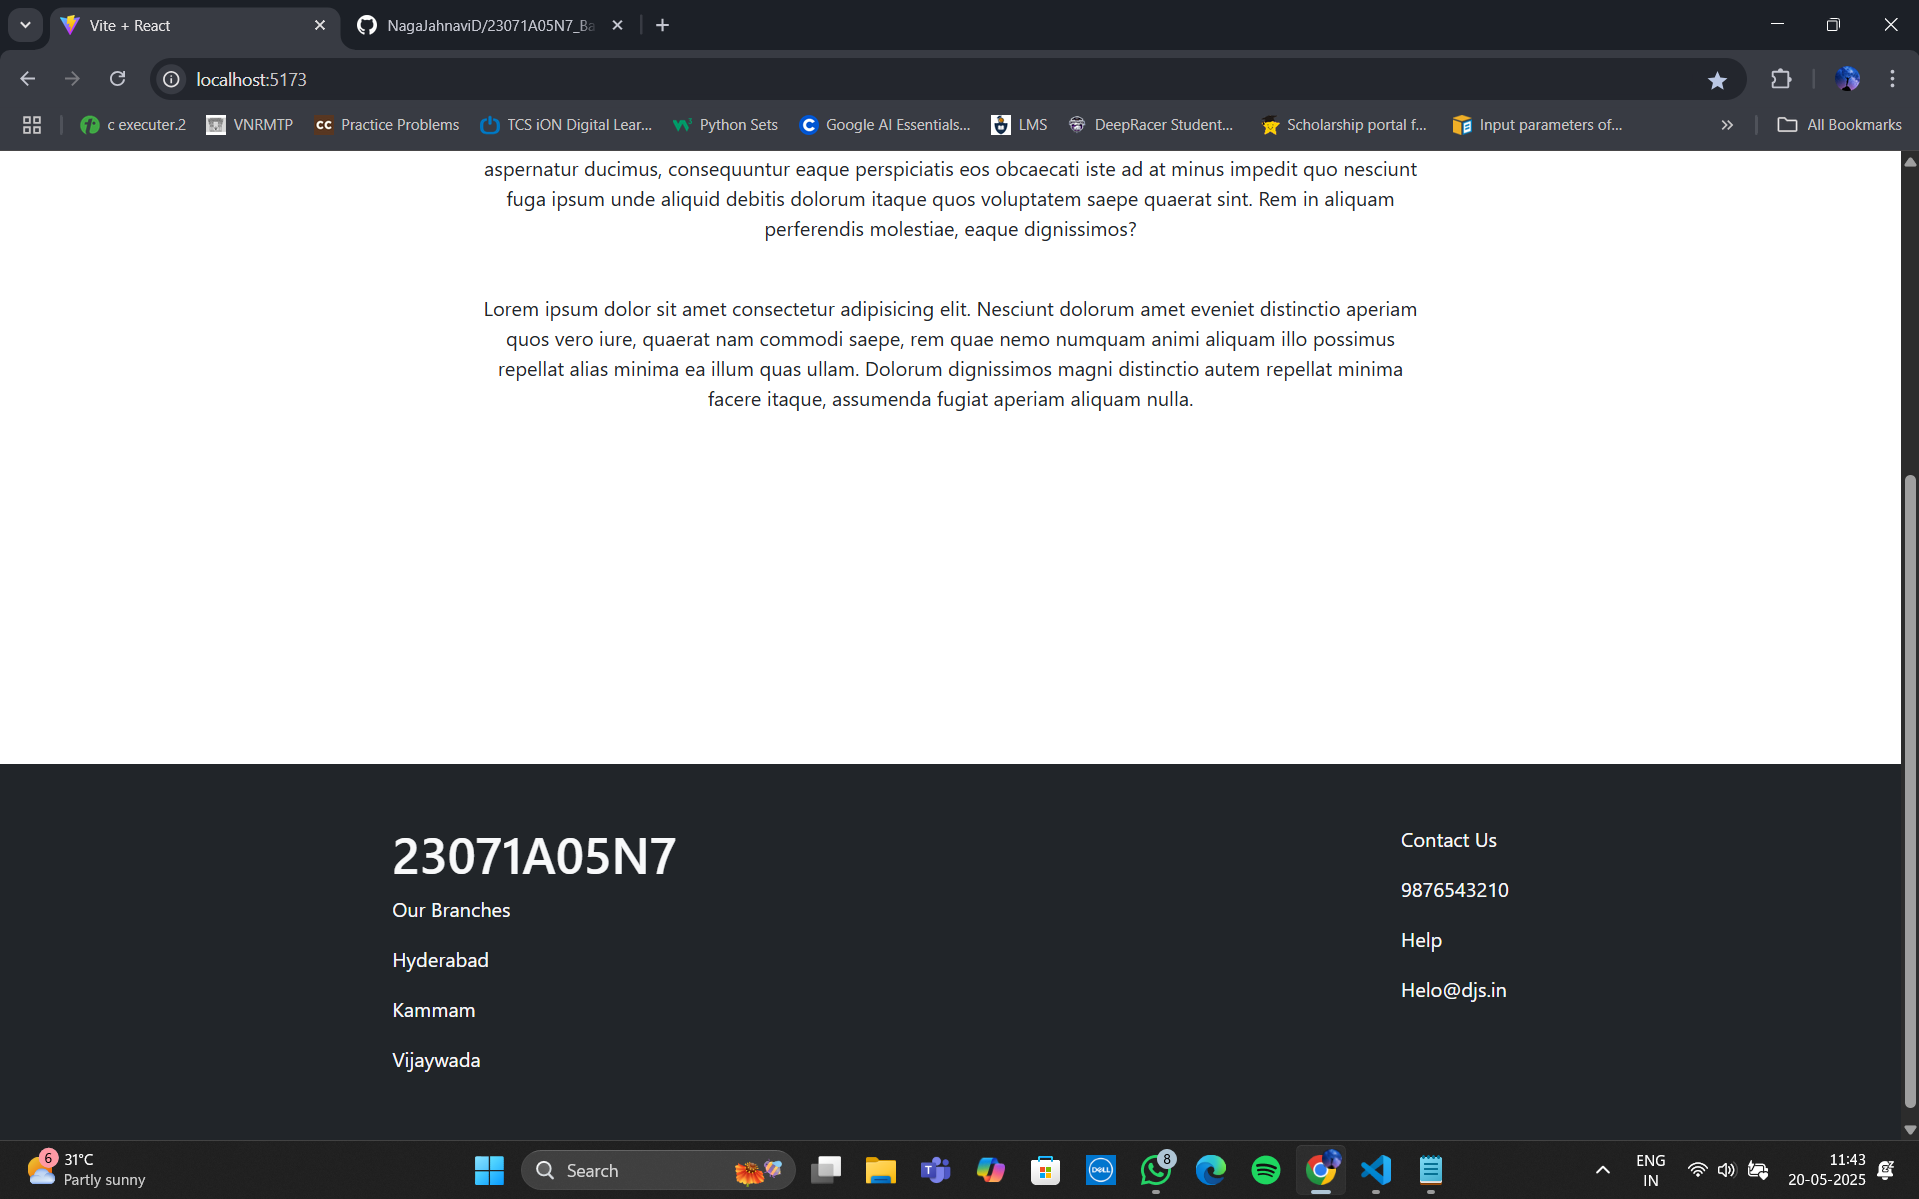 Vite + React
NagaJahnaviD/23071A05N7_Ba
localhost:5173
c executer.2
VNRMTP
cc Practice Problems
TCS iON Digital Lear...
Python Sets
Google AI Essentials...
LMS
DeepRacer Student...
Scholarship portal f...
Input parameters of...
All Bookmarks
aspernatur ducimus, consequuntur eaque perspiciatis eos obcaecati iste ad at minus impedit quo nesciunt
fuga ipsum unde aliquid debitis dolorum itaque quos voluptatem saepe quaerat sint. Rem in aliquam
perferendis molestiae, eaque dignissimos?
Lorem ipsum dolor sit amet consectetur adipisicing elit. Nesciunt dolorum amet eveniet distinctio aperiam
quos vero iure, quaerat nam commodi saepe, rem quae nemo numquam animi aliquam illo possimus
repellat alias minima ea illum quas ullam. Dolorum dignissimos magni distinctio autem repellat minima
facere itaque, assumenda fugiat aperiam aliquam nulla.
23071A05N7
Our Branches
Hyderabad
Kammam
Vijaywada
Contact Us
9876543210
Help
Helo@djs.in
6
31°C
Partly sunny
Search
DELL
8
ENG
IN
11:43
20-05-2025